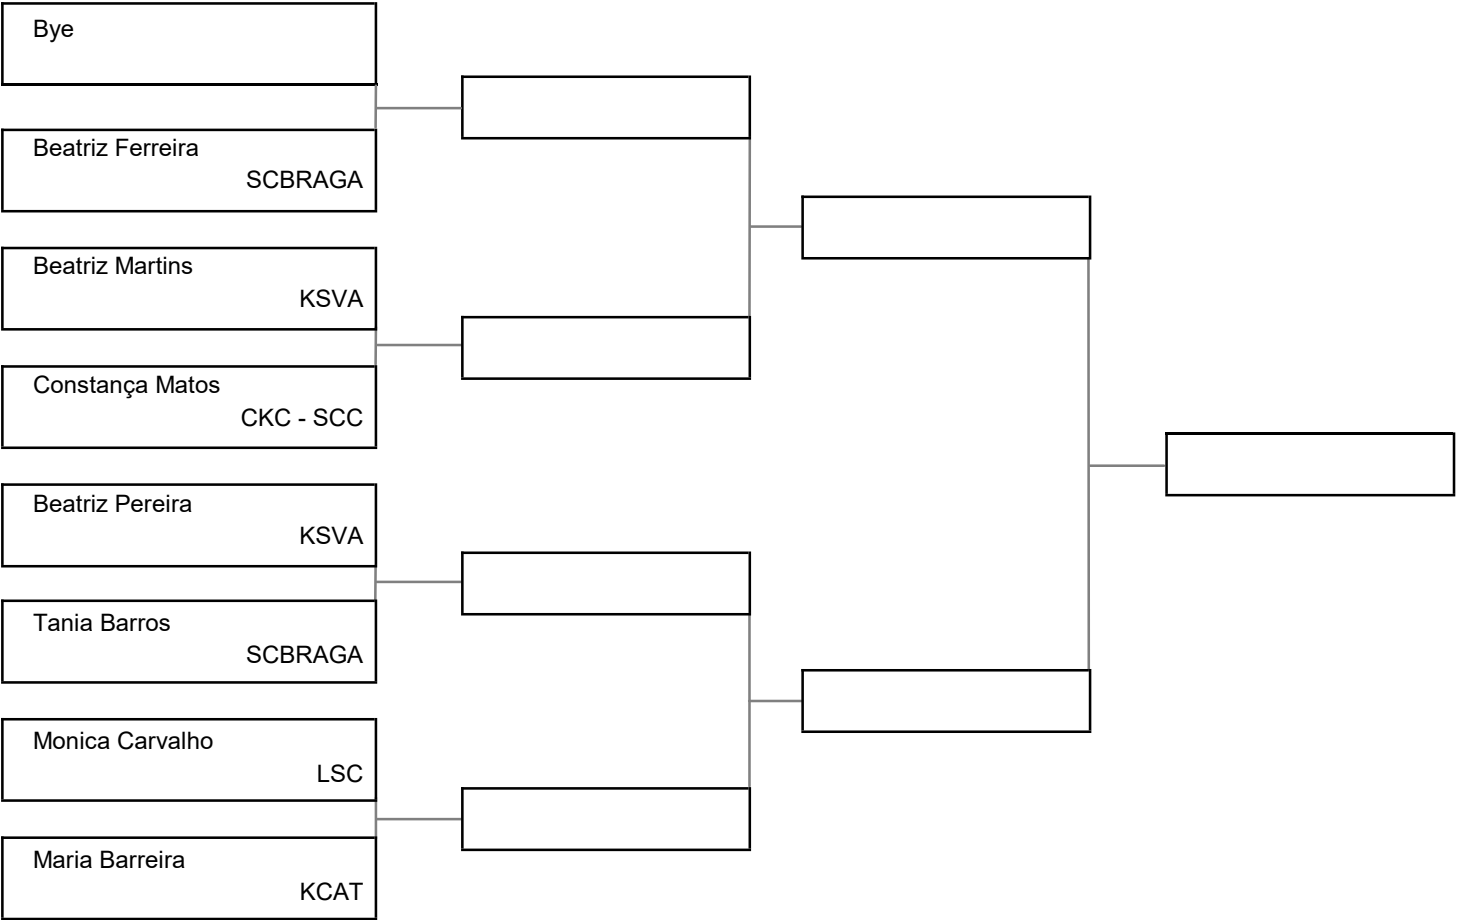 Bye
Beatriz Ferreira
SCBRAGA
Beatriz Martins
KSVA
Constança Matos
CKC - SCC
Beatriz Pereira
KSVA
Tania Barros
SCBRAGA
Monica Carvalho
LSC
Maria Barreira
KCAT